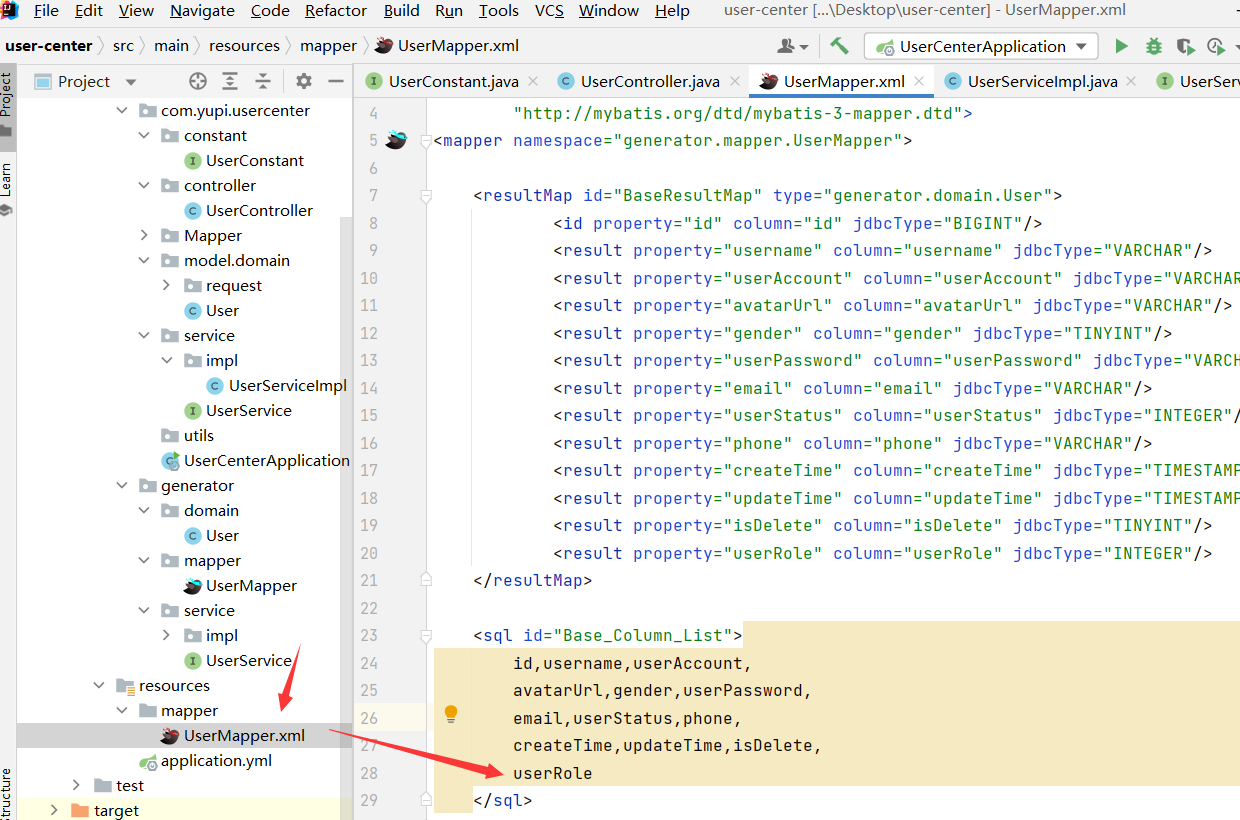 File Edit View Navigate Code Refactor Build Run Tools VCS Window Help user-center [...\Desktop\user-center] - UserMapper.xml
user-center src main resources mapper UserMapper.xml UserCenterApplication
Project
UserConstant.java UserController.java UserMapper.xml UserServiceImpl.java UserSer
Project
Learn
tructure
com.yupi.usercenter
constant
UserConstant
controller
UserController
Mapper
model.domain
request
User
service
impl
UserServiceImpl
UserService
utils
UserCenterApplication
generator
domain
User
mapper
UserMapper
service
impl
UserService
resources
mapper
UserMapper.xml
application.yml
test
target
4 "http://mybatis.org/dtd/mybatis-3-mapper.dtd">
5 <mapper namespace="generator.mapper.UserMapper">
6
7 <resultMap id="BaseResultMap" type="generator.domain.User">
8 <id property="id" column="id" jdbcType="BIGINT"/>
9 <result property="username" column="username" jdbcType="VARCHAR"/>
10 <result property="userAccount" column="userAccount" jdbcType="VARCHAR
11 <result property="avatarUrl" column="avatarUrl" jdbcType="VARCHAR"/>
12 <result property="gender" column="gender" jdbcType="TINYINT"/>
13 <result property="userPassword" column="userPassword" jdbcType="VARCH
14 <result property="email" column="email" jdbcType="VARCHAR"/>
15 <result property="userStatus" column="userStatus" jdbcType="INTEGER"/
16 <result property="phone" column="phone" jdbcType="VARCHAR"/>
17 <result property="createTime" column="createTime" jdbcType="TIMESTAMP
18 <result property="updateTime" column="updateTime" jdbcType="TIMESTAMP
19 <result property="isDelete" column="isDelete" jdbcType="TINYINT"/>
20 <result property="userRole" column="userRole" jdbcType="INTEGER"/>
21 </resultMap>
22
23 <sql id="Base_Column_List">
24 id,username,userAccount,
25 avatarUrl,gender,userPassword,
26 email,userStatus,phone,
27 createTime,updateTime,isDelete,
28 userRole
29 </sql>